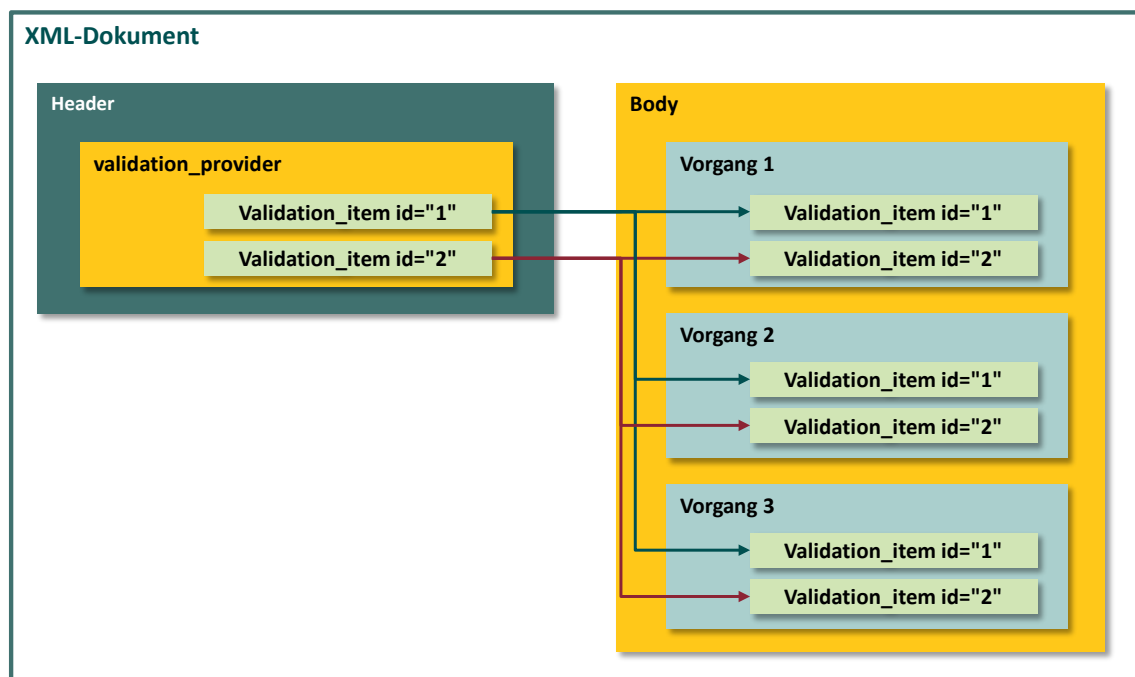 XML-Dokument
Header
validation_provider
Validation_item id="1"
Validation_item id="2"
Body
Vorgang 1
Validation_item id="1"
Validation_item id="2"
Vorgang 2
Validation_item id="1"
Validation_item id="2"
Vorgang 3
Validation_item id="1"
Validation_item id="2"